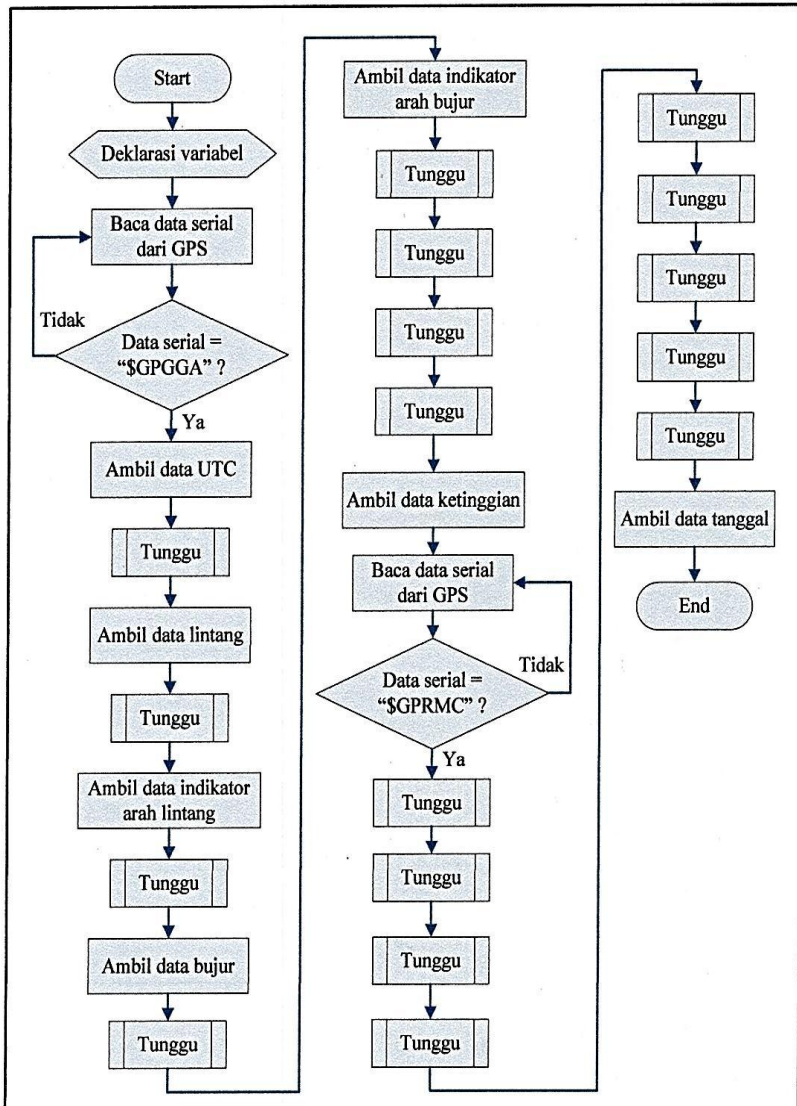 Start
Deklarasi variabel
Baca data serial
dari GPS
Tidak
Data serial =
“$GPGGA” ?
Ya
Ambil data UTC
Tunggu
Ambil data lintang
Tunggu
Ambil data indikator
arah lintang
Tunggu
Ambil data bujur
Tunggu
Ambil data indikator
arah bujur
Tunggu
Tunggu
Tunggu
Tunggu
Ambil data ketinggian
Baca data serial
dari GPS
Tidak
Data serial =
“$GPRMC” ?
Ya
Tunggu
Tunggu
Tunggu
Tunggu
Tunggu
Tunggu
Tunggu
Tunggu
Tunggu
Ambil data tanggal
End